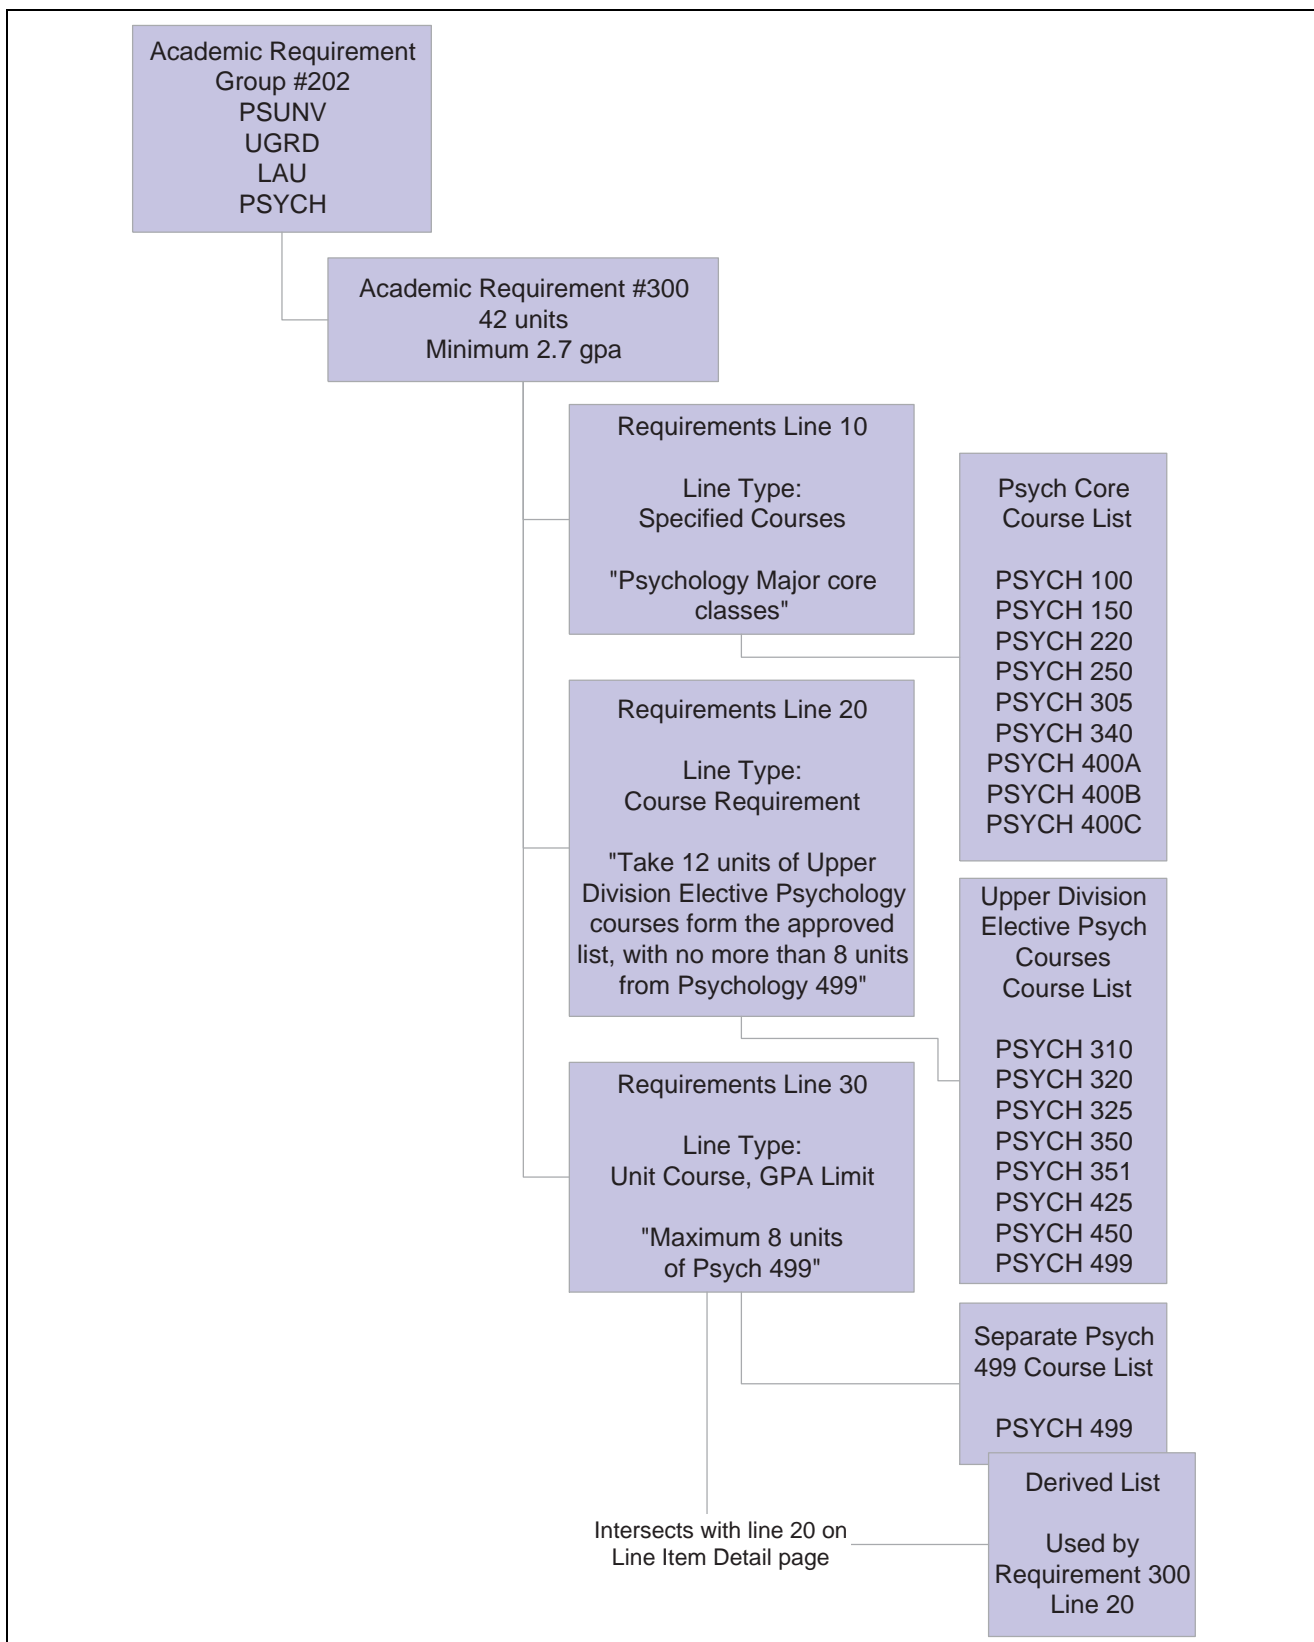 Academic Requirement
Group #202
PSUNV
UGRD
LAU
PSYCH
Academic Requirement #300
42 units
Minimum 2.7 gpa
Requirements Line 10
Line Type:
Specified Courses
"Psychology Major core
classes"
Psych Core
Course List
PSYCH 100
PSYCH 150
PSYCH 220
PSYCH 250
PSYCH 305
PSYCH 340
PSYCH 400A
PSYCH 400B
PSYCH 400C
Requirements Line 20
Line Type:
Course Requirement
"Take 12 units of Upper
Division Elective Psychology
courses form the approved
list, with no more than 8 units
from Psychology 499"
Upper Division
Elective Psych
Courses
Course List
PSYCH 310
PSYCH 320
PSYCH 325
PSYCH 350
PSYCH 351
PSYCH 425
PSYCH 450
PSYCH 499
Requirements Line 30
Line Type:
Unit Course, GPA Limit
"Maximum 8 units
of Psych 499"
Separate Psych
499 Course List
PSYCH 499
Intersects with line 20 on
Line Item Detail page
Derived List
Used by
Requirement 300
Line 20